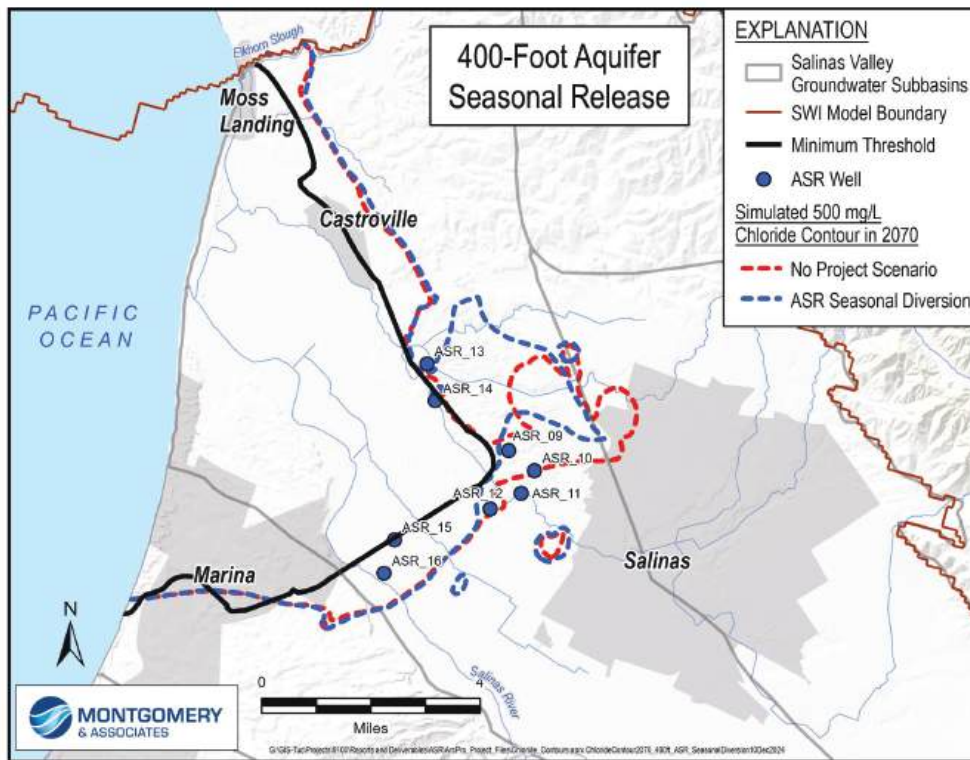 400-Foot Aquifer
Seasonal Release
EXPLANATION
Salinas Valley
Groundwater Subbasins
SWI Model Boundary
Minimum Threshold
ASR Well
Simulated 500 mg/L
Chloride Contour in 2070
No Project Scenario
ASR Seasonal Diversion
Elkhorn Slough
Moss
Landing
Castroville
PACIFIC
OCEAN
ASR_13
ASR_14
ASR_09
ASR_10
ASR_12
ASR_11
ASR_15
ASR_16
Salinas
Marina
N
Salinas River
0
4
Miles
MONTGOMERY
& ASSOCIATES